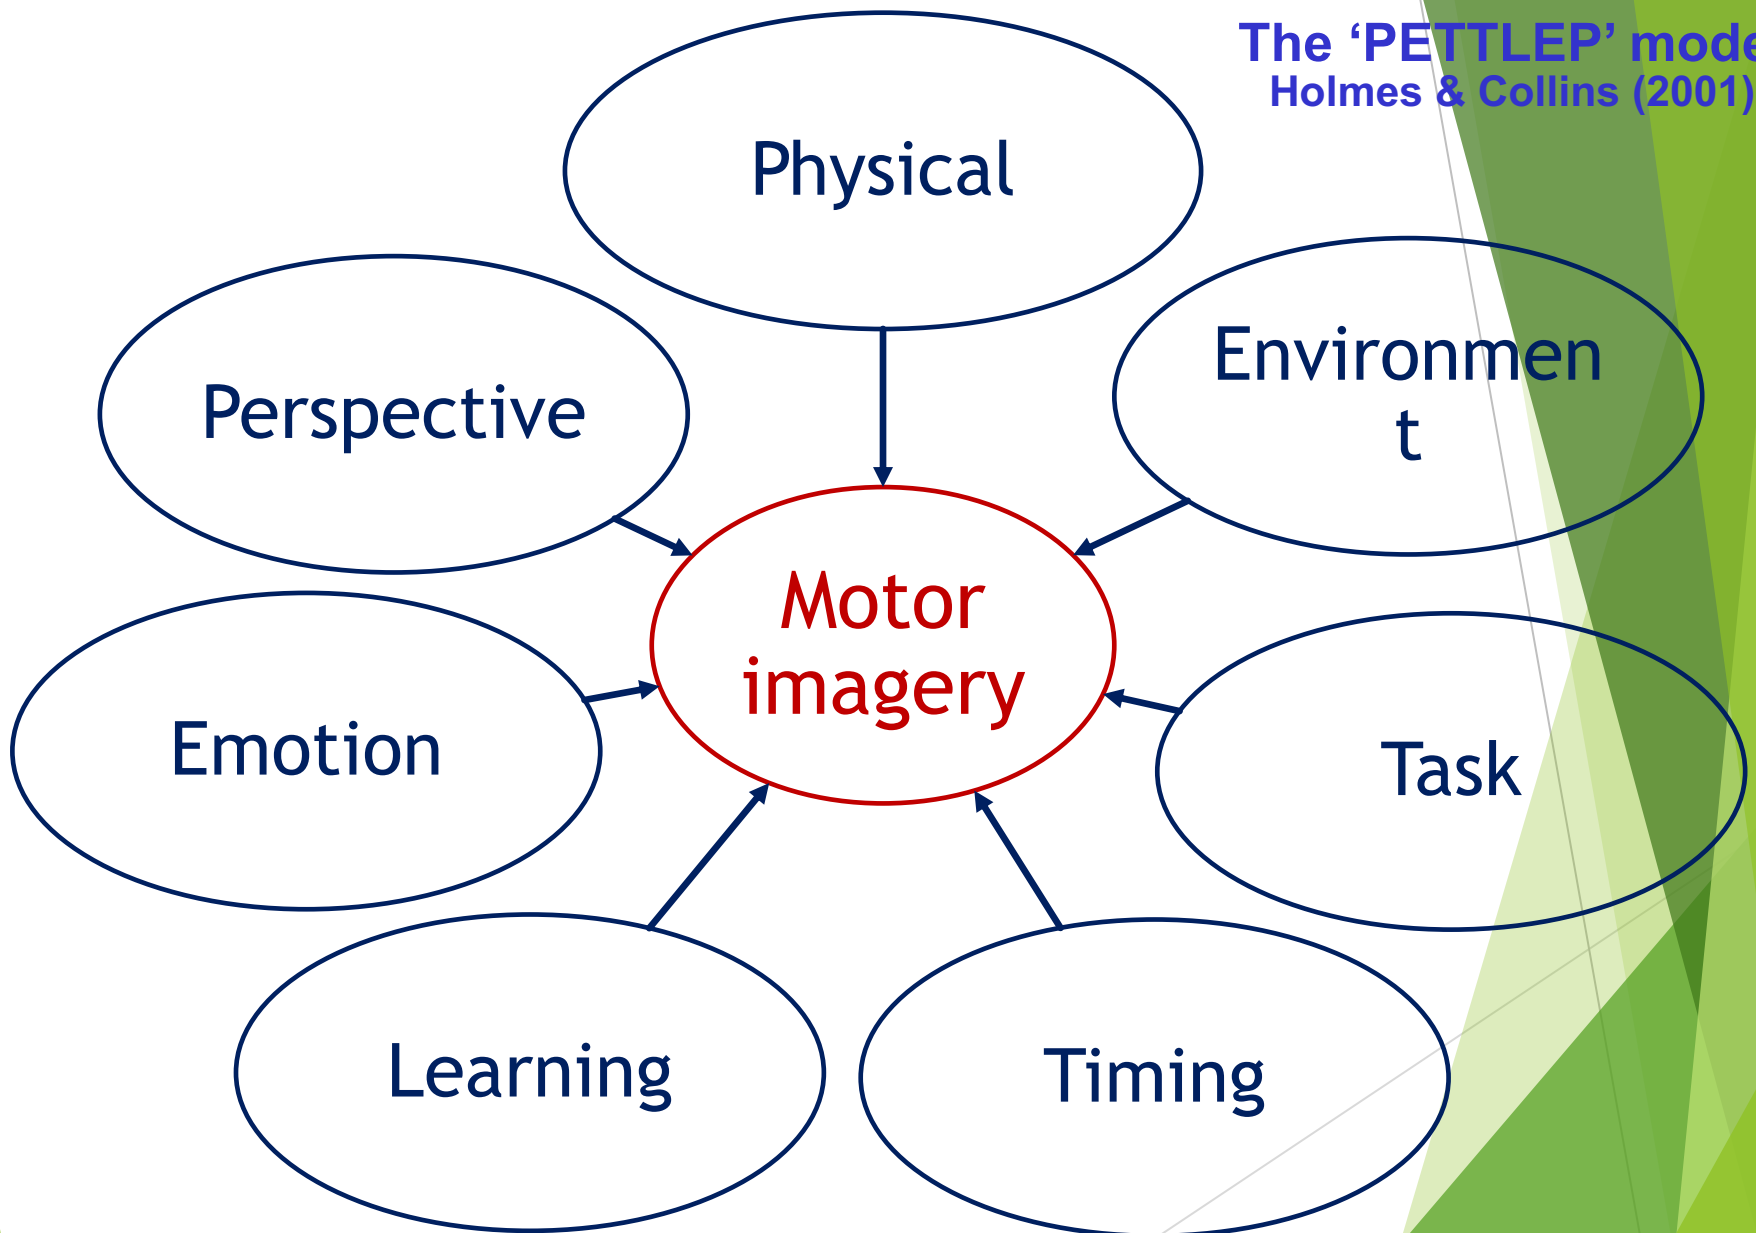 The ‘PETTLEP’ mode
Holmes & Collins (2001)
Physical
Environmen
t
Perspective
Motor
imagery
Emotion
Task
Learning
Timing